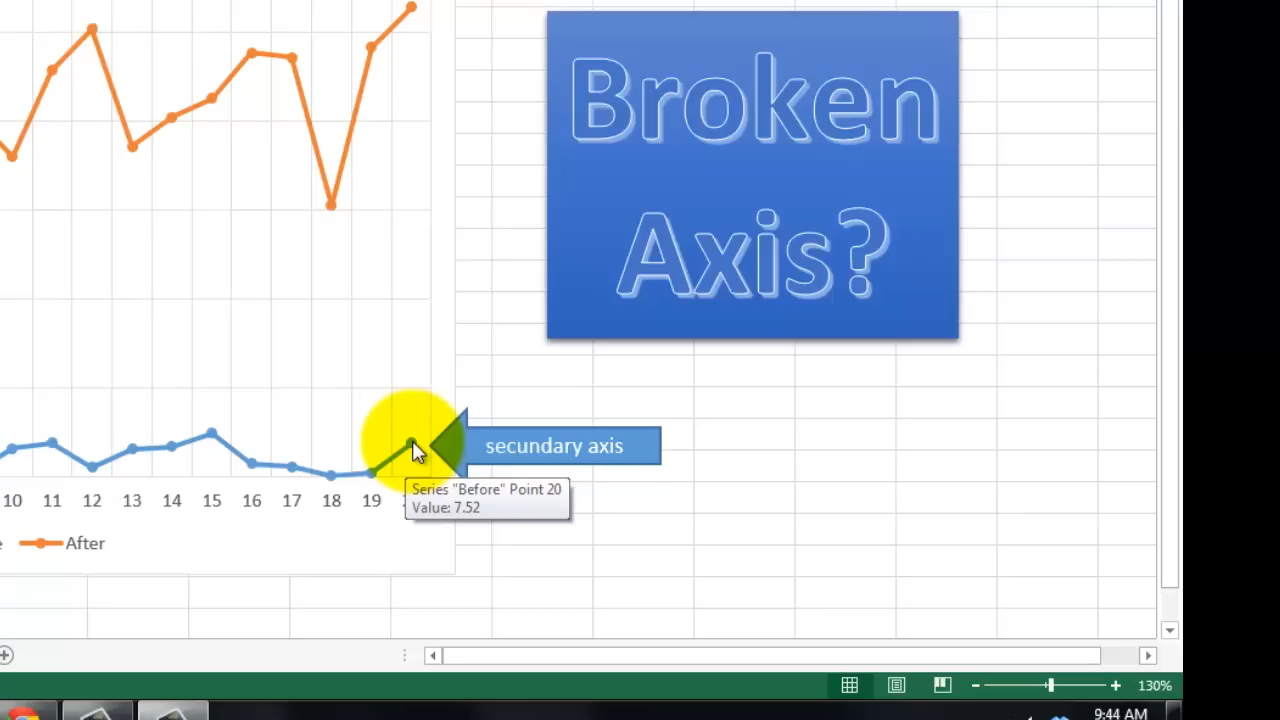 Broken
Axis?
secundary axis
Series "Before" Point 20
Value: 7.52
10 11 12 13 14 15 16 17 18 19
After
130%
9:44 AM